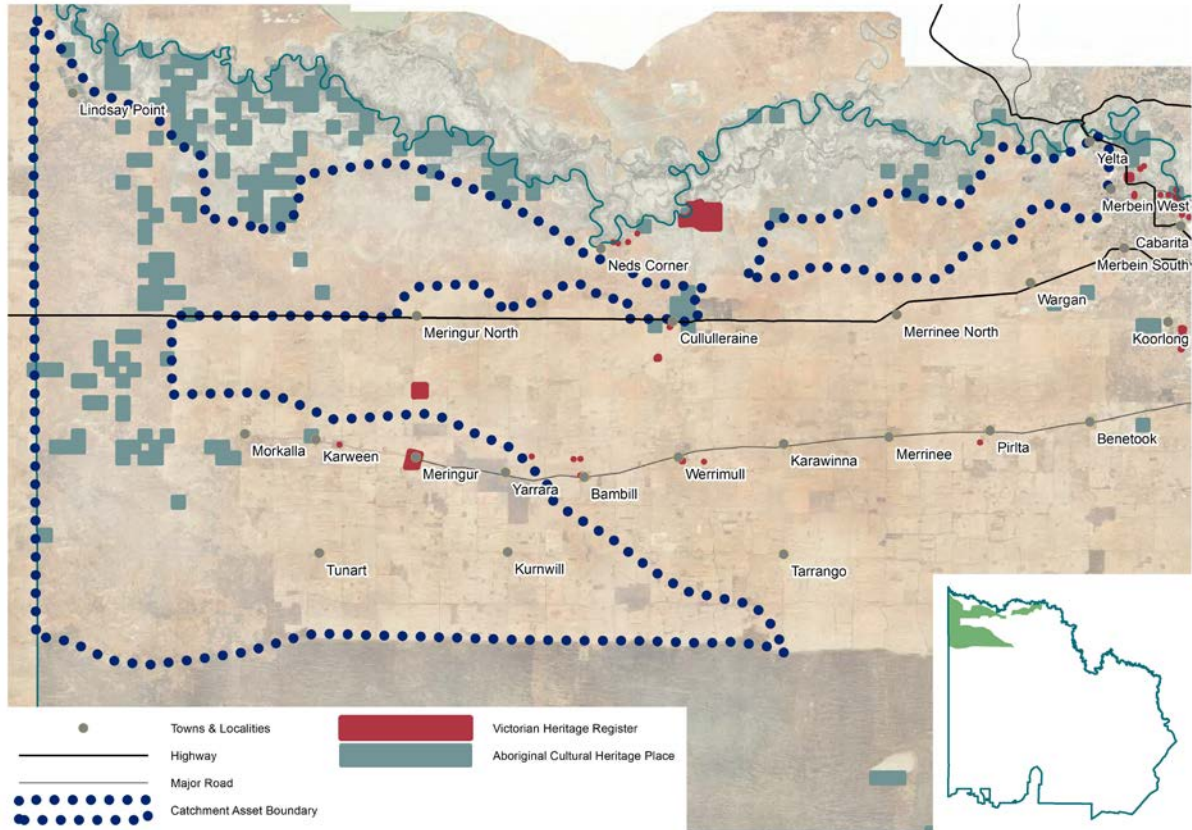 Lindsay Point
Yelta
Merbein West
Cabarita
Merbein South
Neds Corner
Wargan
Meringur North
Cullulleraine
Merrinee North
Koorlong
Morkalla
Karween
Meringur
Yarrara
Bambill
Werrimull
Karawinna
Merrinee
Pirlta
Benetook
Tunart
Kurnwill
Tarrango
Towns & Localities
Highway
Major Road
Catchment Asset Boundary
Victorian Heritage Register
Aboriginal Cultural Heritage Place